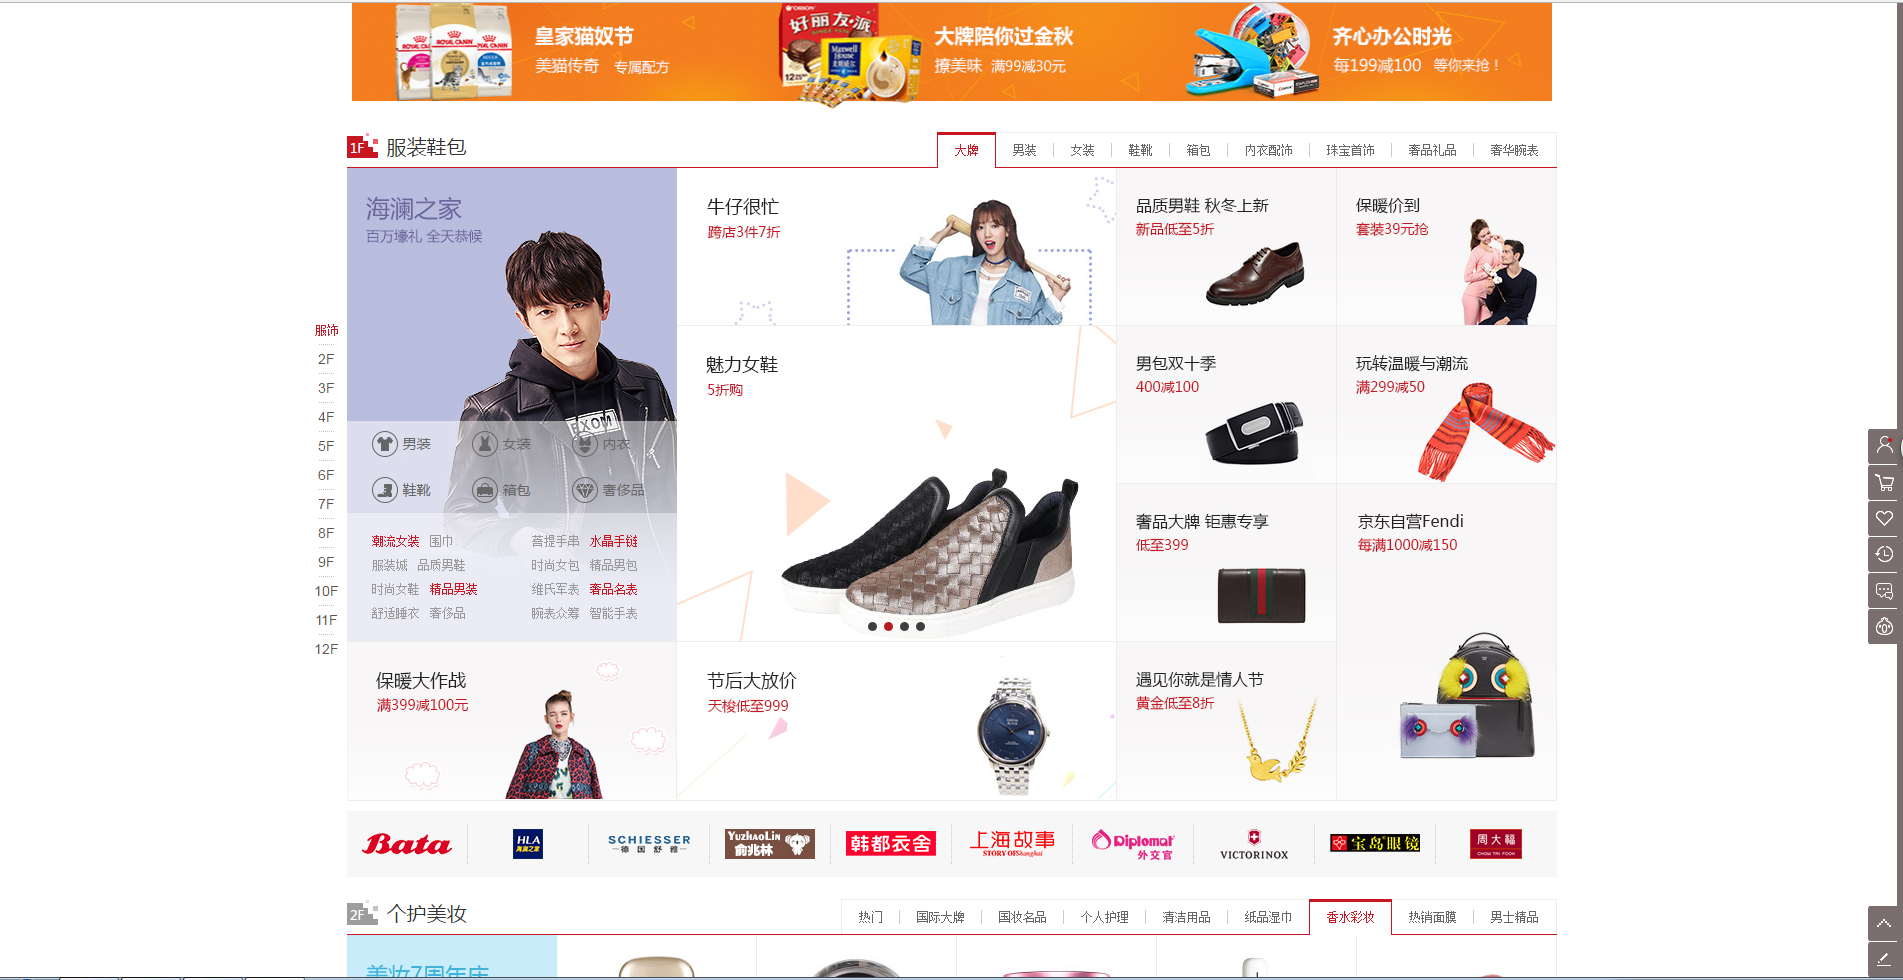 皇家猫奴节
美猫传奇 专属配方
好丽友·派
Maxwell House
大牌陪你过金秋
撩美味 满99减30元
齐心办公时光
每199减100 等你来抢！
1F 服装鞋包
大牌 男装 女装 鞋靴 箱包 内衣配饰 珠宝首饰 奢品礼品 奢华腕表
海澜之家
百万壕礼 全天恭候
EXOM
男装 女装 内衣
鞋靴 箱包 奢侈品
潮流女装 围巾 菩提手串 水晶手链
服装城 品质男鞋 时尚女包 精品男包
时尚女鞋 精品男装 维氏军表 奢品名表
舒适睡衣 奢侈品 腕表众筹 智能手表
牛仔很忙
跨店3件7折
品质男鞋 秋冬上新
新品低至5折
保暖价到
套装39元抢
魅力女鞋
5折购
男包双十季
400减100
玩转温暖与潮流
满299减50
奢品大牌 钜惠专享
低至399
京东自营Fendi
每满1000减150
保暖大作战
满399减100元
节后大放价
天梭低至999
遇见你就是情人节
黄金低至8折
服饰
2F
3F
4F
5F
6F
7F
8F
9F
10F
11F
12F
Bata
HLA
海澜之家
SCHIESSER
德国舒雅
YuzhaoLin
俞兆林
韩都衣舍
上海故事
STORY OF Shanghai
Diplomat
外交官
VICTORINOX
宝岛眼镜
周大福
CHOW TAI FOOK
2F 个护美妆
热门 国际大牌 国妆名品 个人护理 清洁用品 纸品湿巾 香水彩妆 热销面膜 男士精品
美妆7周年庆